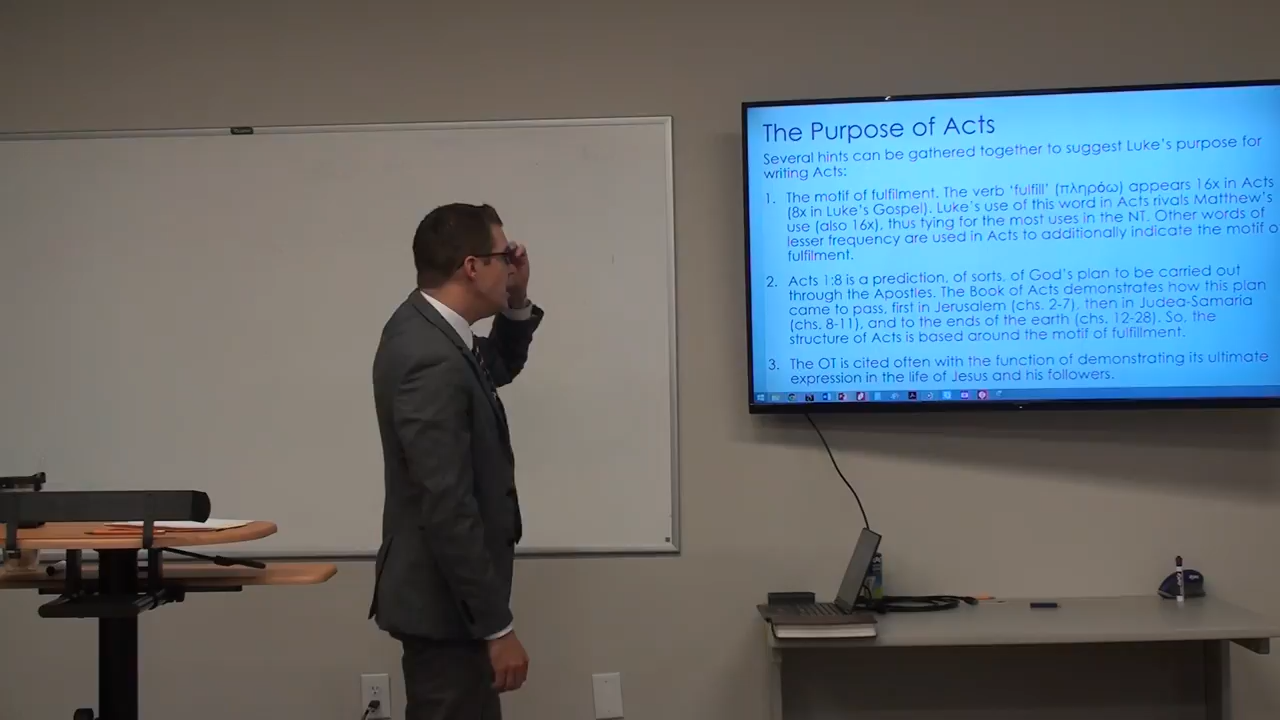 The Purpose of Acts
Several hints can be gathered together to suggest Luke's purpose for
writing Acts:
1. The motif of fulfilment. The verb 'fulfill' (πληρόω) appears 16x in Acts
(8x in Luke's Gospel). Luke's use of this word in Acts rivals Matthew's
use (also 16x), thus tying for the most uses in the NT. Other words of
lesser frequency are used in Acts to additionally indicate the motif o
fulfillment.
2. Acts 1:8 is a prediction, of sorts, of God's plan to be carried out
through the Apostles. The Book of Acts demonstrates how this plan
came to pass, first in Jerusalem (chs. 2-7), then in Judea-Samaria
(chs. 8-11), and to the ends of the earth (chs. 12-28). So, the
structure of Acts is based around the motif of fulfillment.
3. The OT is cited often with the function of demonstrating its ultimate
expression in the life of Jesus and his followers.